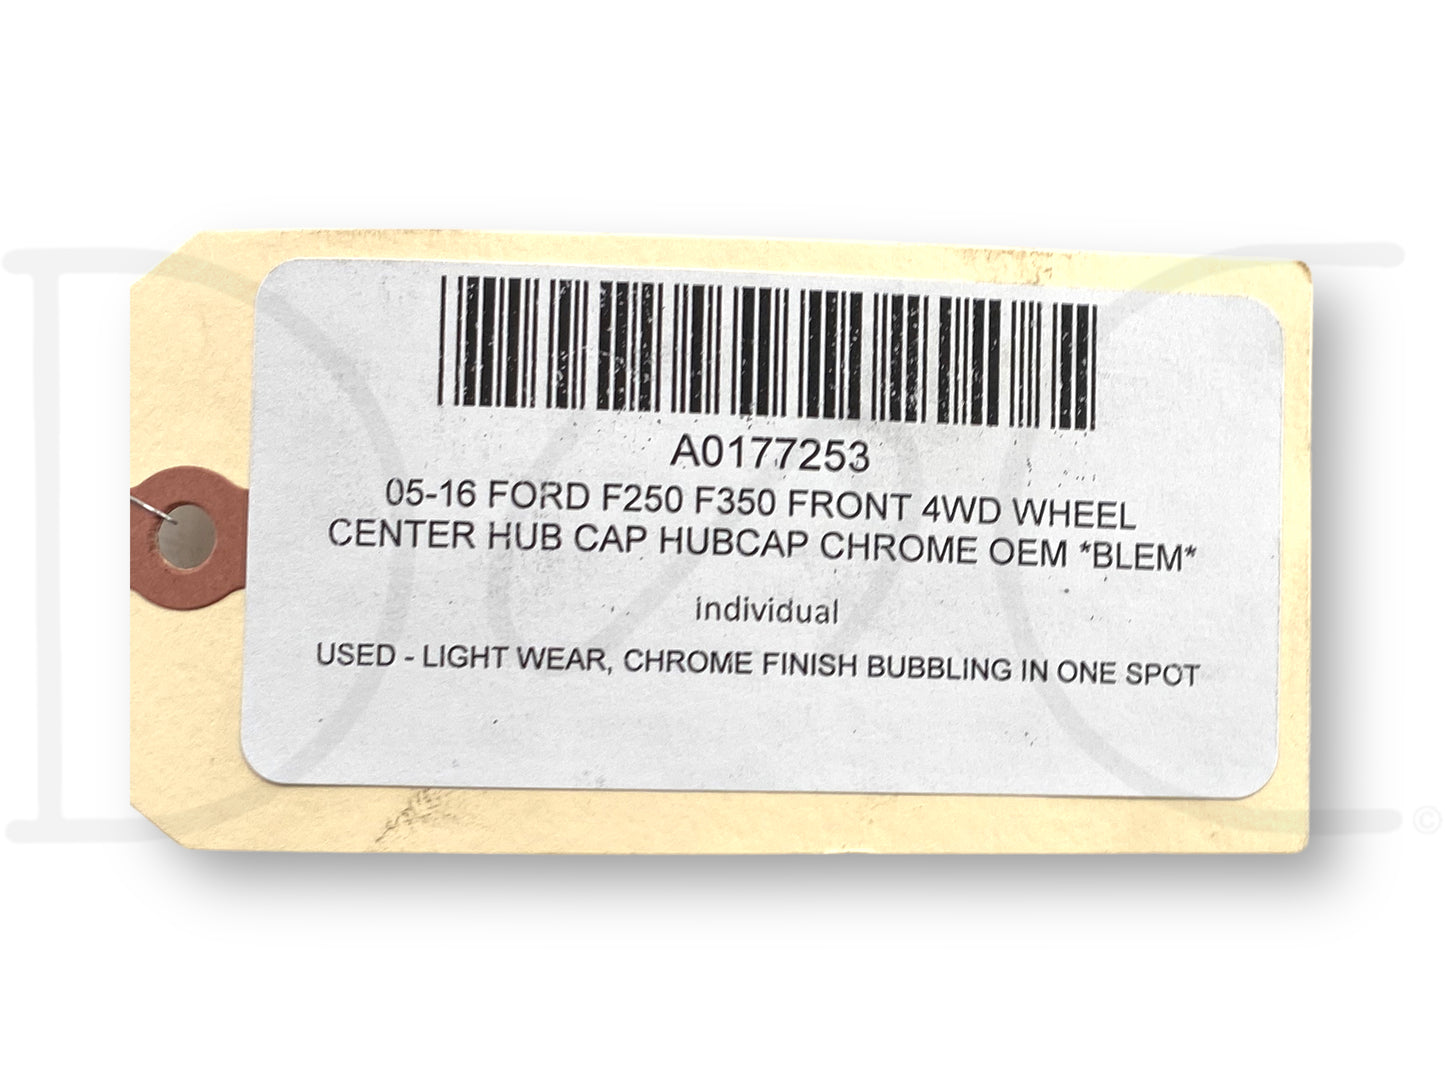 A0177253
05-16 FORD F250 F350 FRONT 4WD WHEEL
CENTER HUB CAP HUBCAP CHROME OEM *BLEM*
individual
USED - LIGHT WEAR, CHROME FINISH BUBBLING IN ONE SPOT
©